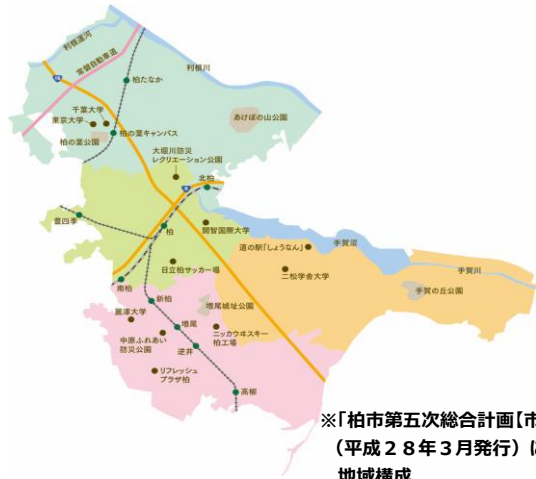 利根運河
常磐自動車道
利根川
16
柏たなか
千葉大学
東京大学
柏の葉キャンパス
柏の葉公園
あけぼの山公園
大堀川防災
レクリエーション公園
北柏
6
豊四季
柏
開智国際大学
手賀沼
道の駅「しょうなん」
手賀川
日立柏サッカー場
二松学舎大学
手賀の丘公園
南柏
新柏
増尾城址公園
麗澤大学
増尾
ニッカウヰスキー
柏工場
中原ふれあい
防災公園
逆井
リフレッシュ
プラザ柏
高柳
※「柏市第五次総合計画【市
（平成２８年３月発行）に
地域構成